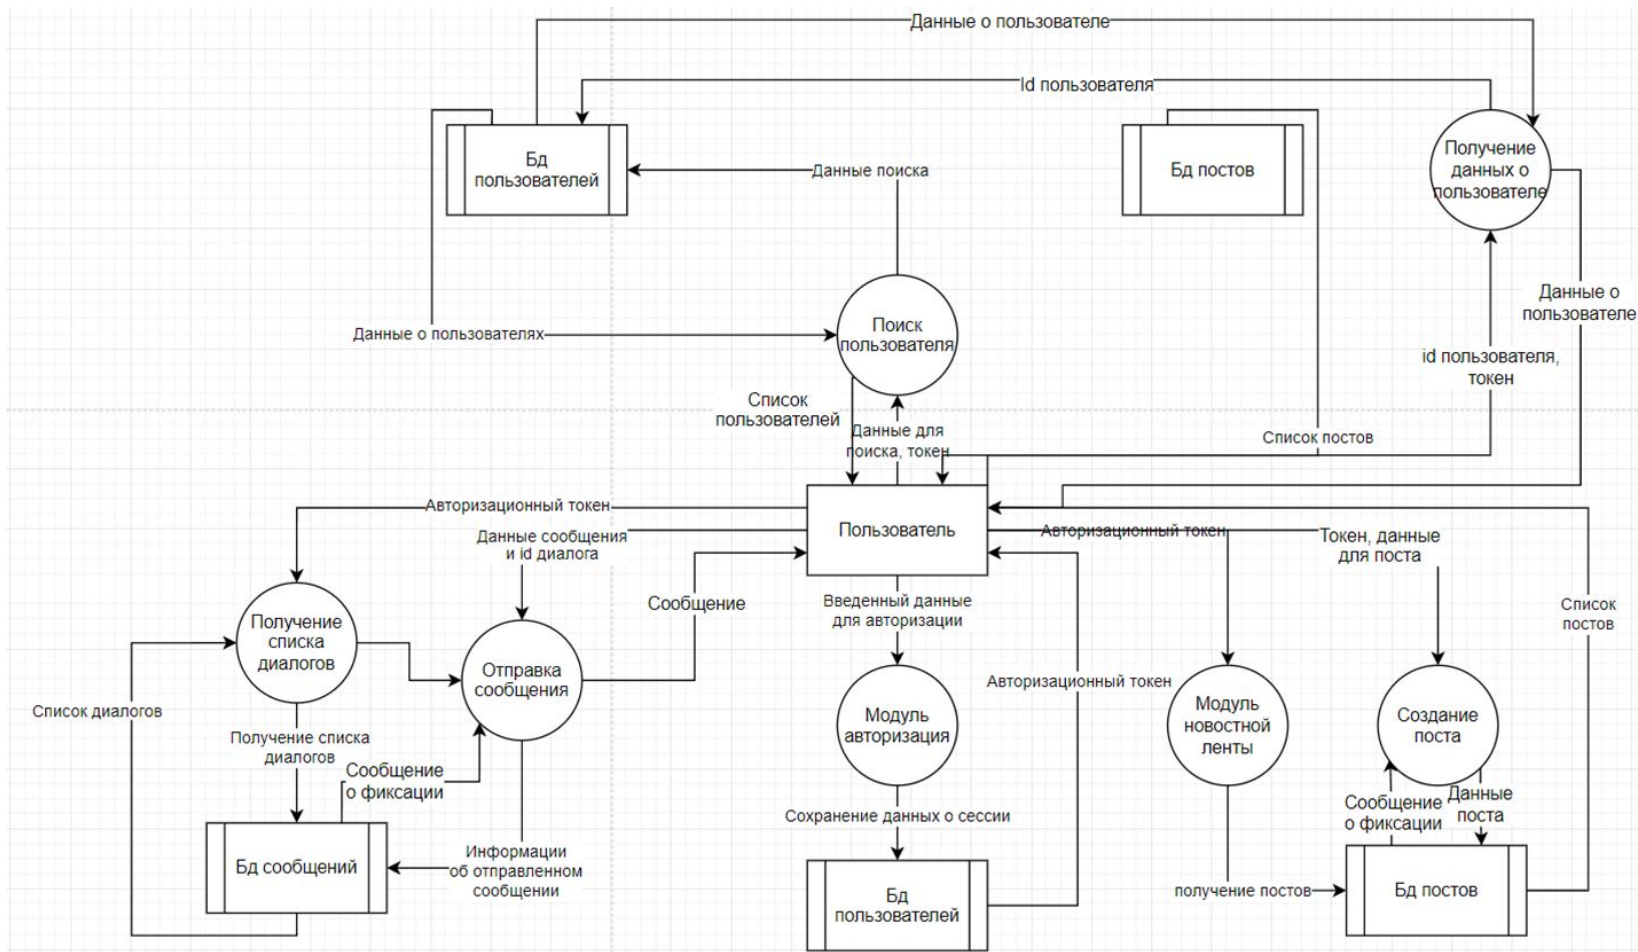 Данные о пользователе
Id пользователя
Бд
пользователей
Данные поиска
Бд постов
Получение
данных о
пользователе
Данные о
пользователе
Данные о пользователях
Поиск
пользователя
id пользователя,
токен
Список
пользователей
Данные для
поиска, токен
Список постов
Авторизационный токен
Данные сообщения
и id диалога
Пользователь
Авторизационный токен
Токен, данные
для поста
Сообщение
Введенный данные
для авторизации
Список
постов
Получение
списка
диалогов
Отправка
сообщения
Авторизационный токен
Список диалогов
Модуль
авторизация
Модуль
новостной
ленты
Создание
поста
Получение списка
диалогов
Сообщение
о фиксации
Сохранение данных о сессии
Сообщение
о фиксации
Данные
поста
Бд сообщений
Информации
об отправленном
сообщении
Бд
пользователей
получение постов
Бд постов